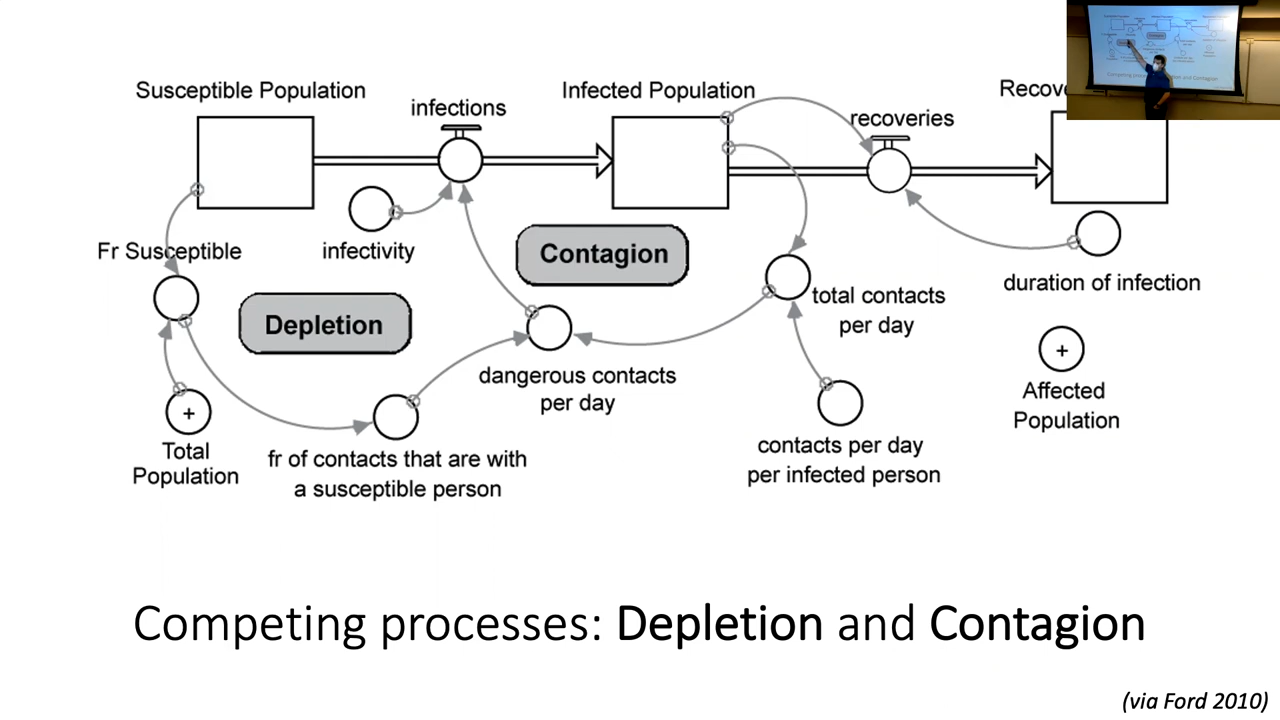 Susceptible Population
infections
Infected Population
recoveries
infectivity
Fr Susceptible
Contagion
Depletion
duration of infection
total contacts
per day
dangerous contacts
per day
+
Affected
Population
+
Total
Population
fr of contacts that are with
a susceptible person
contacts per day
per infected person
Competing processes: Depletion and Contagion
(via Ford 2010)